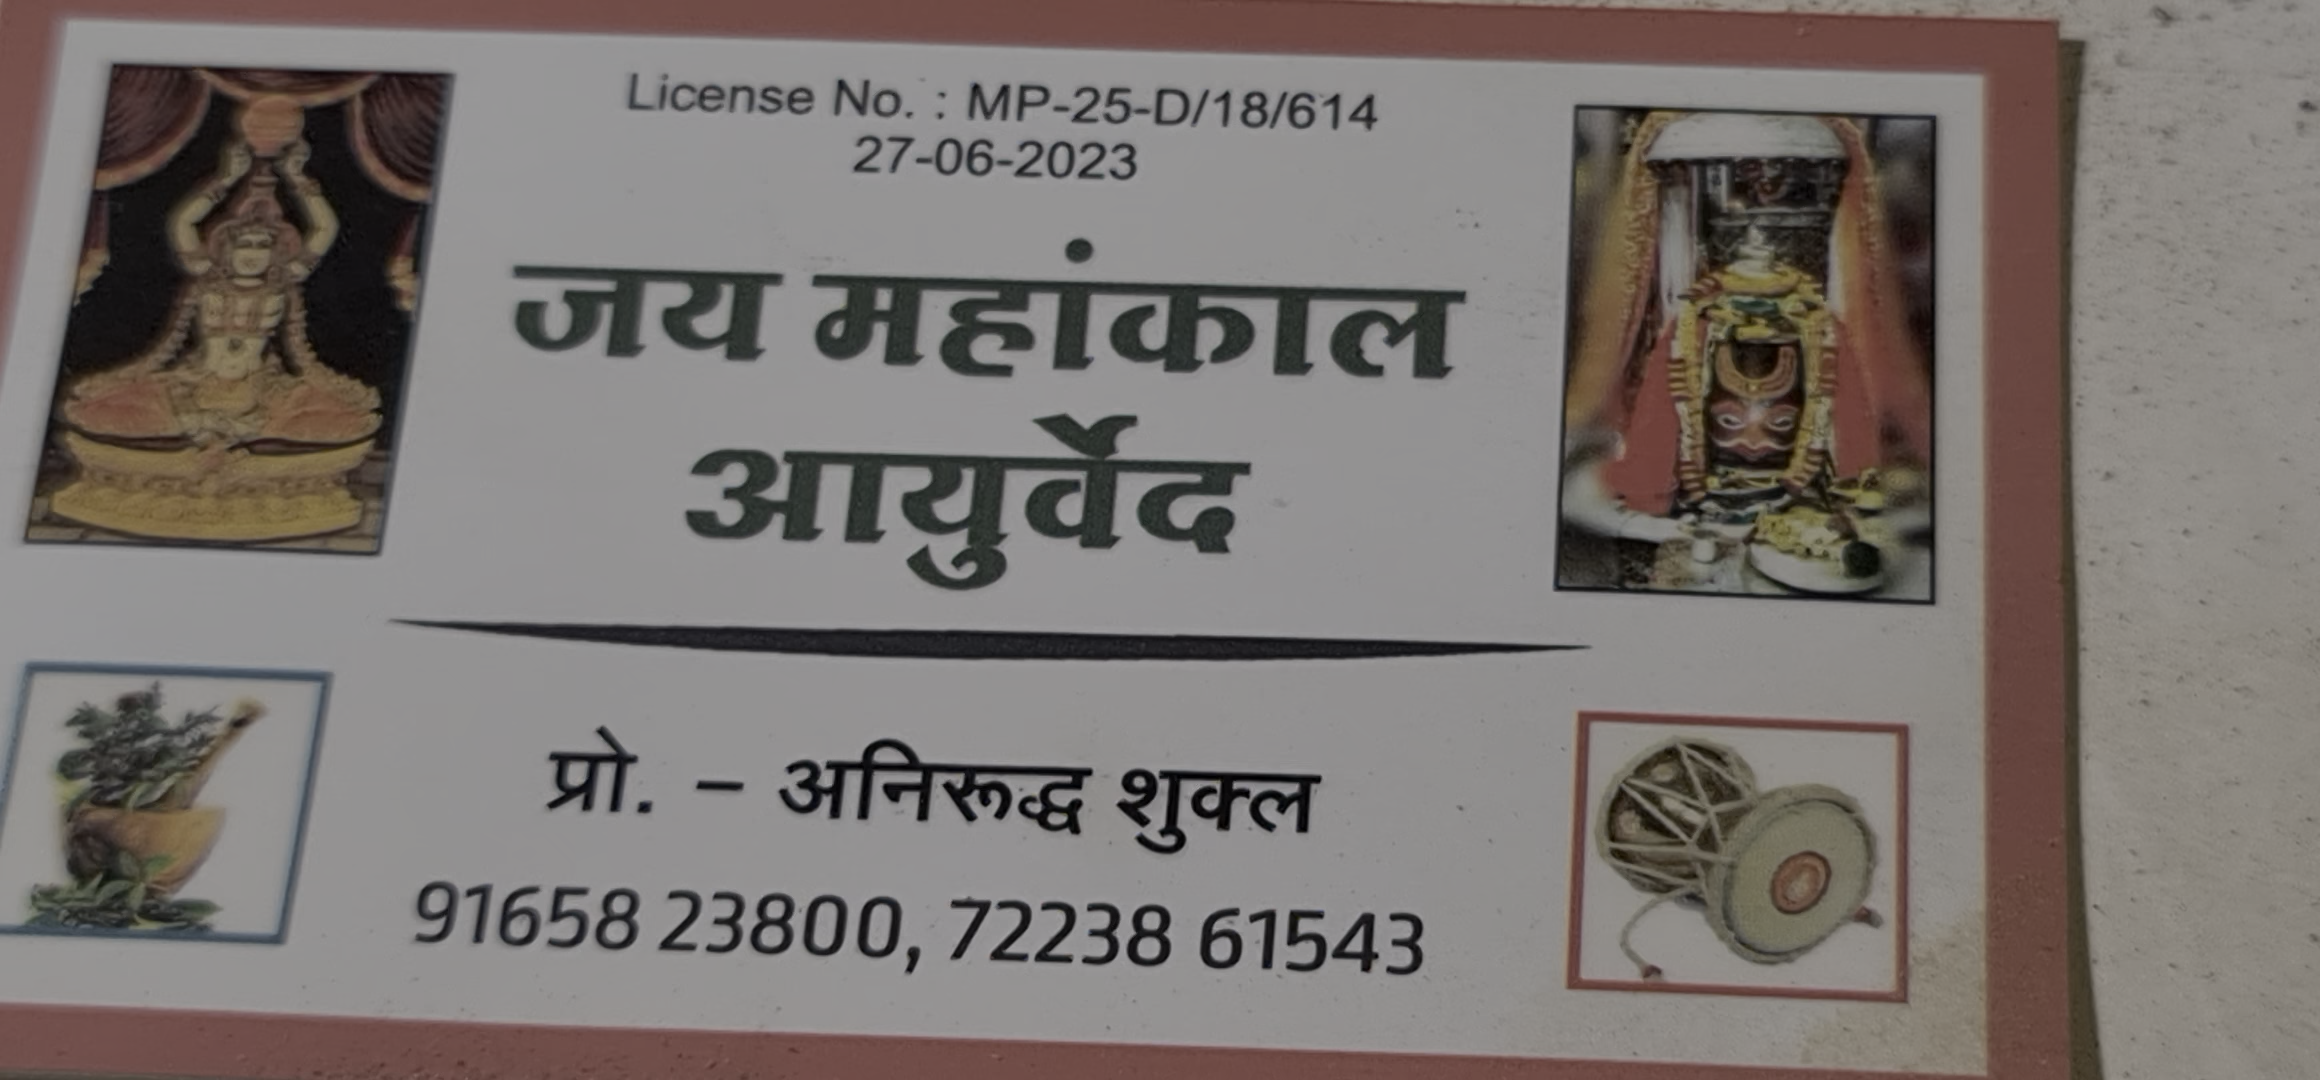 License No. : MP-25-D/18/614
27-06-2023
जय महांकाल
आयुर्वेद
प्रो. – अनिरूद्ध शुक्ल
91658 23800, 72238 61543